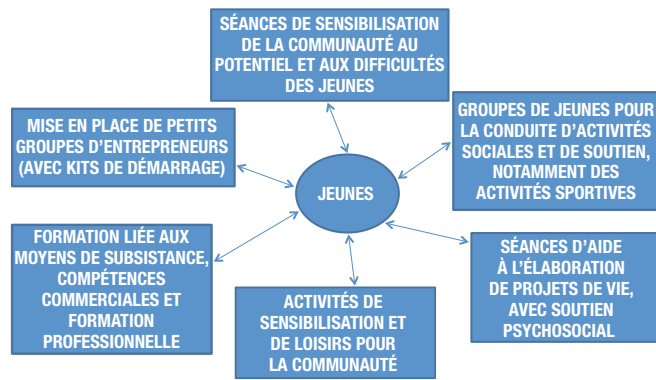 SÉANCES DE SENSIBILISATION
DE LA COMMUNAUTÉ AU
POTENTIEL ET AUX DIFFICULTÉS
DES JEUNES
MISE EN PLACE DE PETITS
GROUPES D’ENTREPRENEURS
(AVEC KITS DE DÉMARRAGE)
GROUPES DE JEUNES POUR
LA CONDUITE D’ACTIVITÉS
SOCIALES ET DE SOUTIEN,
NOTAMMENT DES
ACTIVITÉS SPORTIVES
JEUNES
FORMATION LIÉE AUX
MOYENS DE SUBSISTANCE,
COMPÉTENCES
COMMERCIALES ET
FORMATION
PROFESSIONNELLE
ACTIVITÉS DE
SENSIBILISATION ET
DE LOISIRS POUR
LA COMMUNAUTÉ
SÉANCES D’AIDE
À L’ÉLABORATION
DE PROJETS DE VIE,
AVEC SOUTIEN
PSYCHOSOCIAL